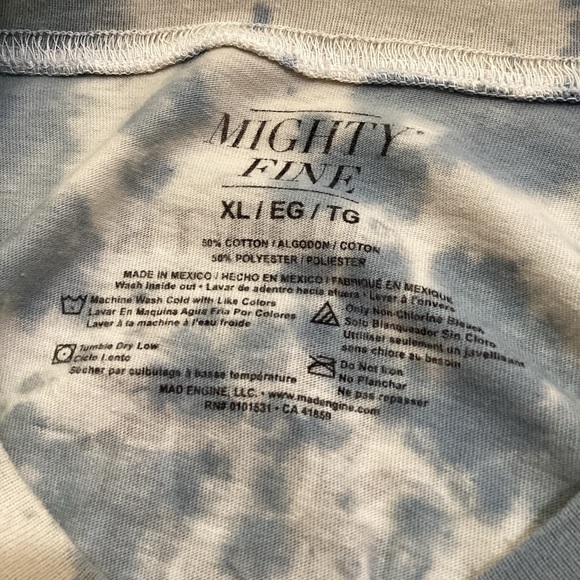 MIGHTY
FINE
XL / EG / TG
50% COTTON / ALGODON / COTON
50% POLYESTER / POLIESTER
MADE IN MEXICO / HECHO EN MEXICO / FABRIQUÉ EN MEXIQUE
Wash Inside out • Lavar de adentro hacia afuera • Laver à l'envers
Machine Wash Cold with Like Colors
Lavar En Maquina Agua Fria Por Colores
Laver à la machine à l'eau froide
Only Non-Chlorine Bleach
Solo Blanqueador Sin Cloro
Utiliser seulement un javellisant
sans chlore au besoin
Tumble Dry Low
Ciclo Lento
Sécher par culbutage à basse température
Do Not Iron
No Planchar
Ne pas repasser
MAD ENGINE, LLC. • www.madengine.com
RN# 0101531 • CA 41859